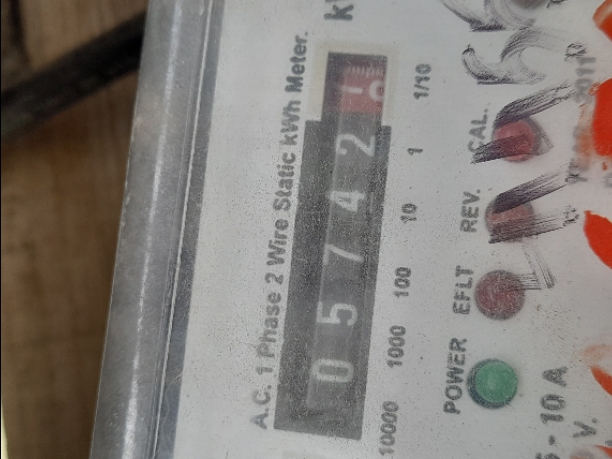 A.C. 1 Phase 2 Wire Static kWh Meter.
0 5 7 4 2
10000 1000 100 10 1 1/10
POWER EFLT REV. CAL.
- 10 A
V.